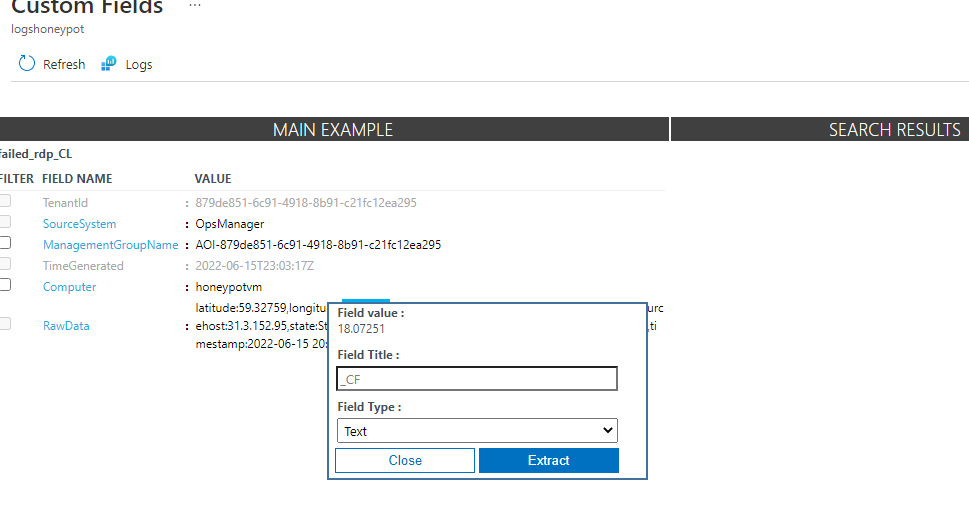 Custom Fields ...
logshoneypot
Refresh Logs
MAIN EXAMPLE SEARCH RESULTS
failed_rdp_CL
FILTER FIELD NAME VALUE
TenantId : 879de851-6c91-4918-8b91-c21fc12ea295
SourceSystem : OpsManager
ManagementGroupName : AOI-879de851-6c91-4918-8b91-c21fc12ea295
TimeGenerated : 2022-06-15T23:03:17Z
Computer : honeypotvm
latitude:59.32759,longitu urc
RawData : ehost:31.3.152.95,state:St ,ti
mestamp:2022-06-15 20:
Field value :
18.07251
Field Title :
_CF
Field Type :
Text
Close Extract